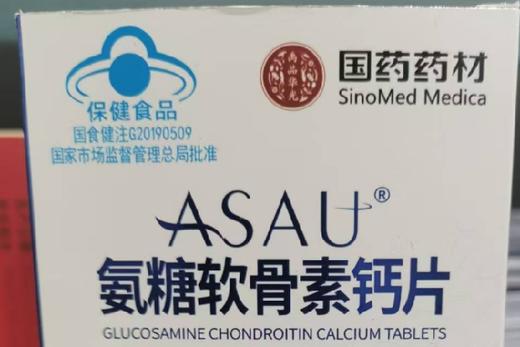 保健食品
国食健注G20190509
国家市场监督管理总局批准
国药药材
SinoMed Medica
ASAU®
氨糖软骨素钙片
GLUCOSAMINE CHONDROITIN CALCIUM TABLETS